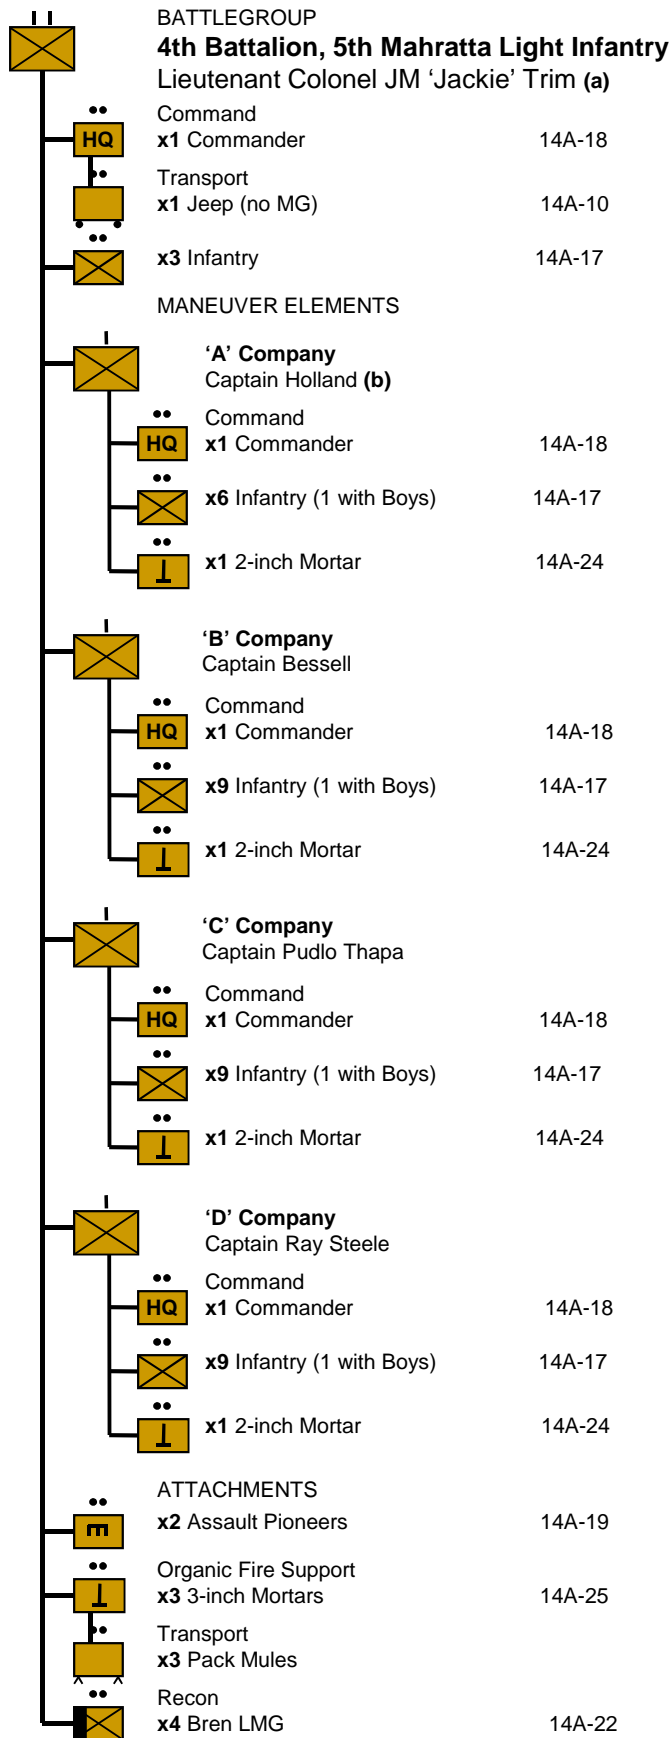 BATTLEGROUP
4th Battalion, 5th Mahratta Light Infantry
Lieutenant Colonel JM ‘Jackie’ Trim (a)
Command
HQ x1 Commander 14A-18
Transport
x1 Jeep (no MG) 14A-10
x3 Infantry 14A-17
MANEUVER ELEMENTS
‘A’ Company
Captain Holland (b)
Command
HQ x1 Commander 14A-18
x6 Infantry (1 with Boys) 14A-17
x1 2-inch Mortar 14A-24
‘B’ Company
Captain Bessell
Command
HQ x1 Commander 14A-18
x9 Infantry (1 with Boys) 14A-17
x1 2-inch Mortar 14A-24
‘C’ Company
Captain Pudlo Thapa
Command
HQ x1 Commander 14A-18
x9 Infantry (1 with Boys) 14A-17
x1 2-inch Mortar 14A-24
‘D’ Company
Captain Ray Steele
Command
HQ x1 Commander 14A-18
x9 Infantry (1 with Boys) 14A-17
x1 2-inch Mortar 14A-24
ATTACHMENTS
x2 Assault Pioneers 14A-19
Organic Fire Support
x3 3-inch Mortars 14A-25
Transport
x3 Pack Mules
Recon
x4 Bren LMG 14A-22